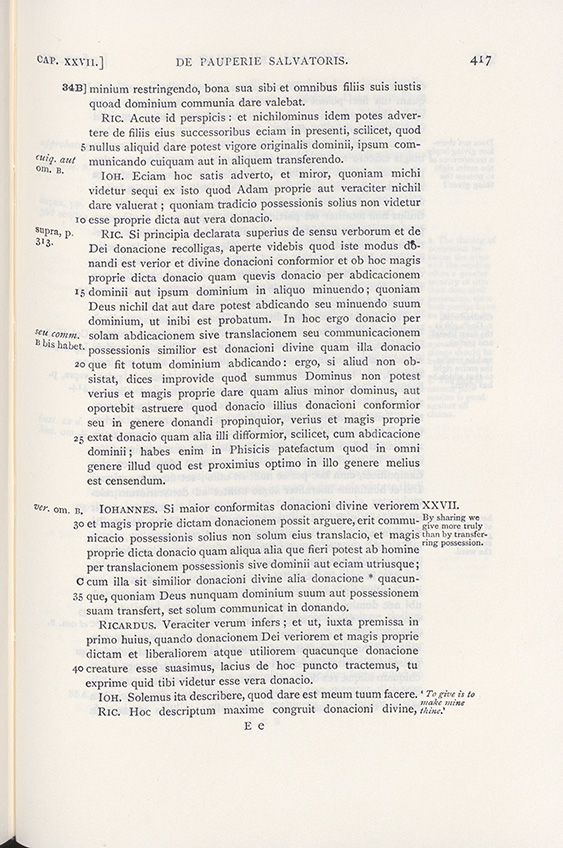 CAP. XXVII.] DE PAUPERIE SALVATORIS. 417
34B] minium restringendo, bona sua sibi et omnibus filiis suis iustis
quoad dominium communia dare valebat.
RIC. Acute id perspicis : et nichilominus idem potes adver-
tere de filiis eius successoribus eciam in presenti, scilicet, quod
5 nullus aliquid dare potest vigore originalis dominii, ipsum com-
cuiq. aut municando cuiquam aut in aliquem transferendo.
om. B.
IOH. Eciam hoc satis adverto, et miror, quoniam michi
videtur sequi ex isto quod Adam proprie aut veraciter nichil
dare valuerat ; quoniam tradicio possessionis solius non videtur
10 esse proprie dicta aut vera donacio.
supra, p. RIC. Si principia declarata superius de sensu verborum et de
313. Dei donacione recolligas, aperte videbis quod iste modus do-
nandi est verior et divine donacioni conformior et ob hoc magis
proprie dicta donacio quam quevis donacio per abdicacionem
15 dominii aut ipsum dominium in aliquo minuendo ; quoniam
Deus nichil dat aut dare potest abdicando seu minuendo suum
dominium, ut inibi est probatum. In hoc ergo donacio per
seu comm. solam abdicacionem sive translacionem seu communicacionem
B bis habet. possessionis similior est donacioni divine quam illa donacio
20 que fit totum dominium abdicando : ergo, si aliud non ob-
sistat, dices improvide quod summus Dominus non potest
verius et magis proprie dare quam alius minor dominus, aut
oportebit astruere quod donacio illius donacioni conformior
seu in genere donandi propinquior, verius et magis proprie
25 extat donacio quam alia illi difformior, scilicet, cum abdicacione
dominii ; habes enim in Phisicis patefactum quod in omni
genere illud quod est proximius optimo in illo genere melius
est censendum.
ver. om. B. IOHANNES. Si maior conformitas donacioni divine veriorem XXVII.
30 et magis proprie dictam donacionem possit arguere, erit commu- By sharing we
give more truly
nicacio possessionis solius non solum eius translacio, et magis than by transfer-
proprie dicta donacio quam aliqua alia que fieri potest ab homine ring possession.
per translacionem possessionis sive dominii aut eciam utriusque ;
C cum illa sit similior donacioni divine alia donacione * quacun-
35 que, quoniam Deus nunquam dominium suum aut possessionem
suam transfert, set solum communicat in donando.
RICARDUS. Veraciter verum infers ; et ut, iuxta premissa in
primo huius, quando donacionem Dei veriorem et magis proprie
dictam et liberaliorem atque utiliorem quacunque donacione
40 creature esse suasimus, lacius de hoc puncto tractemus, tu
exprime quid tibi videtur esse vera donacio.
IOH. Solemus ita describere, quod dare est meum tuum facere. ' To give is to
make mine
RIC. Hoc descriptum maxime congruit donacioni divine, thine.'
E e